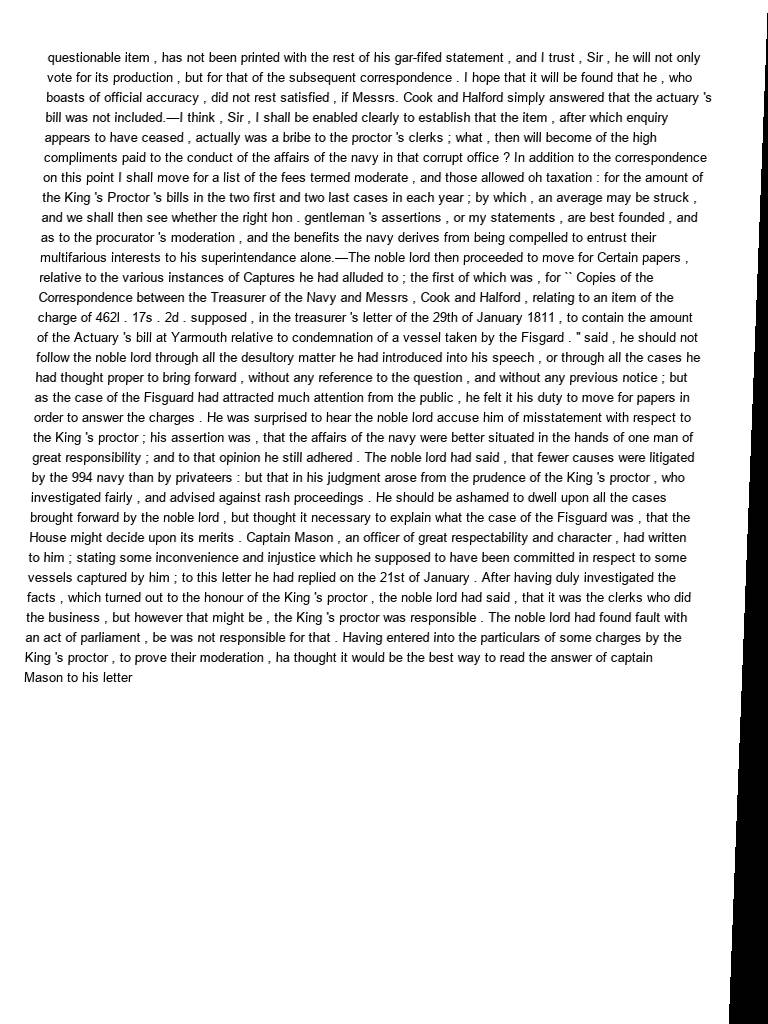 questionable item , has not been printed with the rest of his gar-fifed statement , and I trust , Sir , he will not only
vote for its production , but for that of the subsequent correspondence . I hope that it will be found that he , who
boasts of official accuracy , did not rest satisfied , if Messrs. Cook and Halford simply answered that the actuary 's
bill was not included.—I think , Sir , I shall be enabled clearly to establish that the item , after which enquiry
appears to have ceased , actually was a bribe to the proctor 's clerks ; what , then will become of the high
compliments paid to the conduct of the affairs of the navy in that corrupt office ? In addition to the correspondence
on this point I shall move for a list of the fees termed moderate , and those allowed oh taxation : for the amount of
the King 's Proctor 's bills in the two first and two last cases in each year ; by which , an average may be struck ,
and we shall then see whether the right hon . gentleman 's assertions , or my statements , are best founded , and
as to the procurator 's moderation , and the benefits the navy derives from being compelled to entrust their
multifarious interests to his superintendance alone.—The noble lord then proceeded to move for Certain papers ,
relative to the various instances of Captures he had alluded to ; the first of which was , for `` Copies of the
Correspondence between the Treasurer of the Navy and Messrs , Cook and Halford , relating to an item of the
charge of 462l . 17s . 2d . supposed , in the treasurer 's letter of the 29th of January 1811 , to contain the amount
of the Actuary 's bill at Yarmouth relative to condemnation of a vessel taken by the Fisgard . " said , he should not
follow the noble lord through all the desultory matter he had introduced into his speech , or through all the cases he
had thought proper to bring forward , without any reference to the question , and without any previous notice ; but
as the case of the Fisguard had attracted much attention from the public , he felt it his duty to move for papers in
order to answer the charges . He was surprised to hear the noble lord accuse him of misstatement with respect to
the King 's proctor ; his assertion was , that the affairs of the navy were better situated in the hands of one man of
great responsibility ; and to that opinion he still adhered . The noble lord had said , that fewer causes were litigated
by the 994 navy than by privateers : but that in his judgment arose from the prudence of the King 's proctor , who
investigated fairly , and advised against rash proceedings . He should be ashamed to dwell upon all the cases
brought forward by the noble lord , but thought it necessary to explain what the case of the Fisguard was , that the
House might decide upon its merits . Captain Mason , an officer of great respectability and character , had written
to him ; stating some inconvenience and injustice which he supposed to have been committed in respect to some
vessels captured by him ; to this letter he had replied on the 21st of January . After having duly investigated the
facts , which turned out to the honour of the King 's proctor , the noble lord had said , that it was the clerks who did
the business , but however that might be , the King 's proctor was responsible . The noble lord had found fault with
an act of parliament , be was not responsible for that . Having entered into the particulars of some charges by the
King 's proctor , to prove their moderation , ha thought it would be the best way to read the answer of captain
Mason to his letter